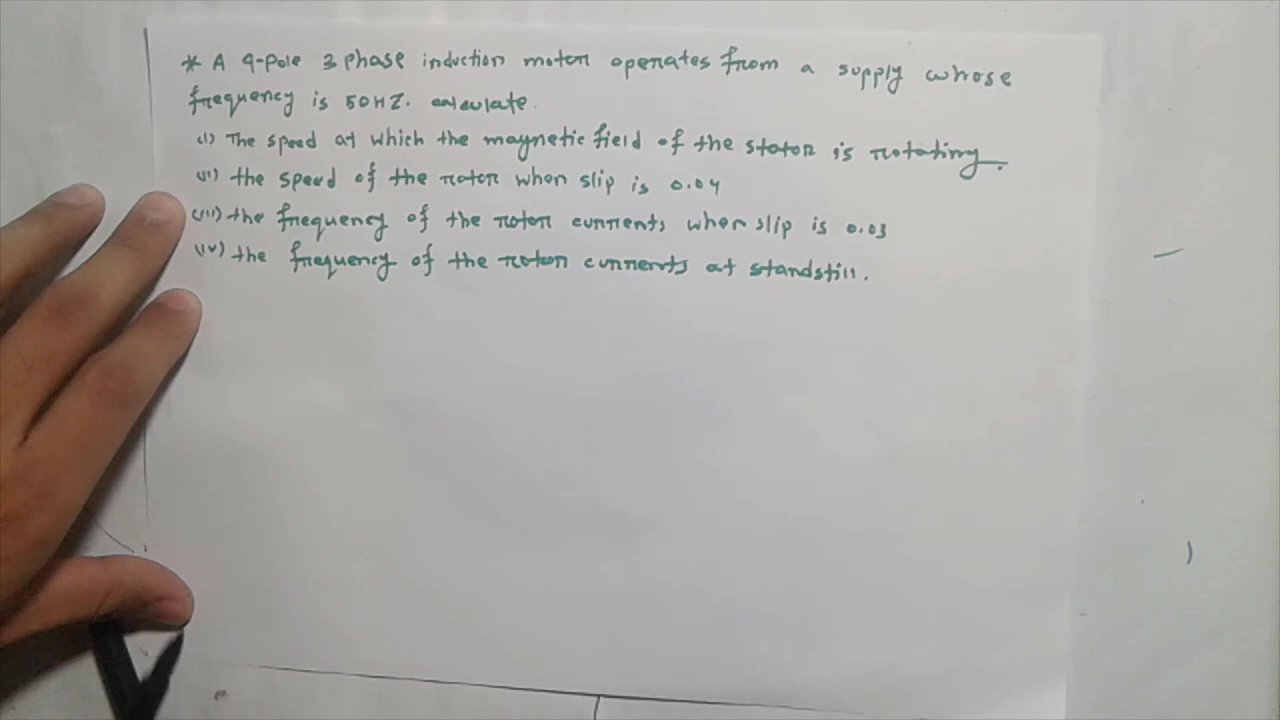 * A 4-pole 3 phase induction motor operates from a supply whose
frequency is 50HZ. calculate.
(i) The speed at which the magnetic field of the stator is rotating.
(ii) the speed of the rotor when slip is 0.04
(iii) the frequency of the rotor currents when slip is 0.03
(iv) the frequency of the rotor currents at standstill.